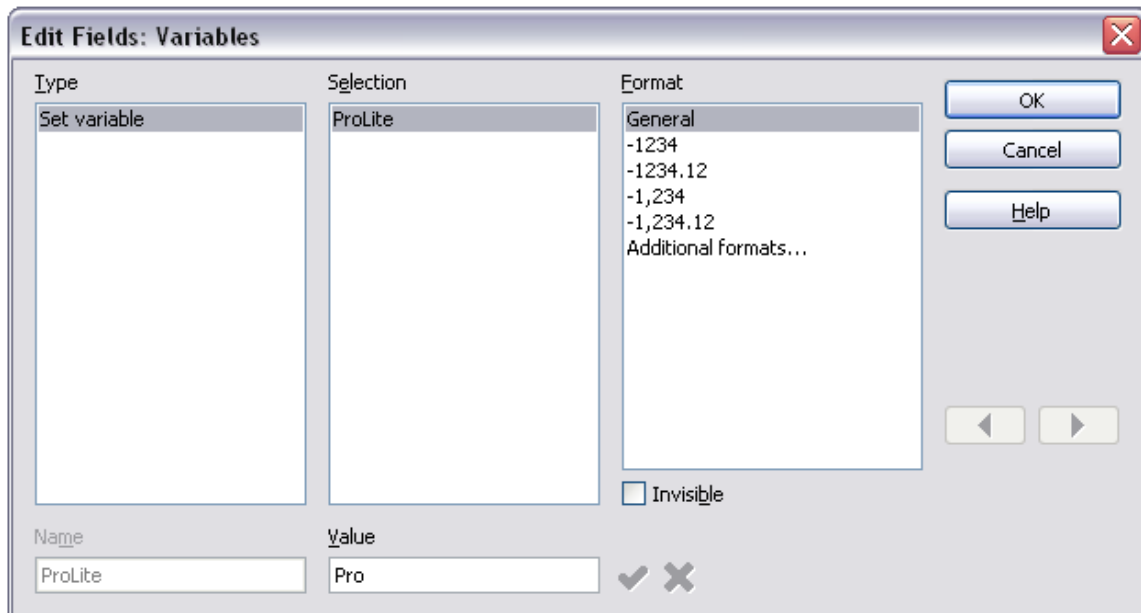 Edit Fields: Variables
Type
Selection
Format
Set variable
ProLite
General
-1234
-1234.12
-1,234
-1,234.12
Additional formats...
OK
Cancel
Help
Invisible
Name
Value
ProLite
Pro